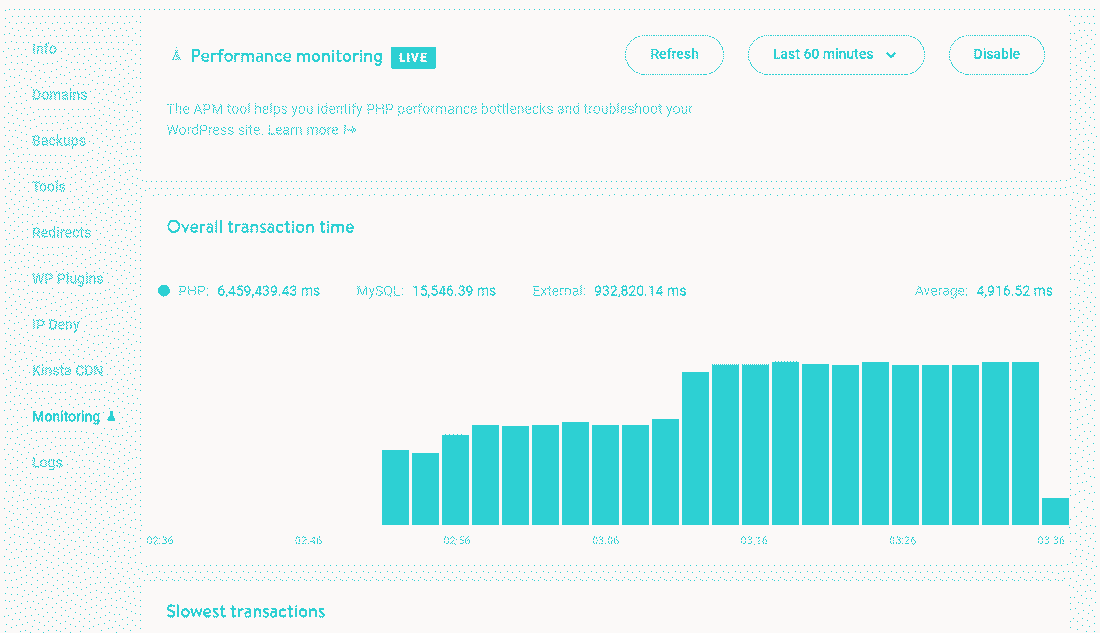 Info
Domains
Backups
Tools
Redirects
WP Plugins
IP Deny
Kinsta CDN
Monitoring
Logs
Performance monitoring LIVE
Refresh
Last 60 minutes
Disable
The APM tool helps you identify PHP performance bottlenecks and troubleshoot your
WordPress site. Learn more
Overall transaction time
PHP: 6,459,439.43 ms MySQL: 15,546.39 ms External: 932,820.14 ms Average: 4,916.52 ms
02:36 02:46 02:56 03:06 03:16 03:26 03:36
Slowest transactions